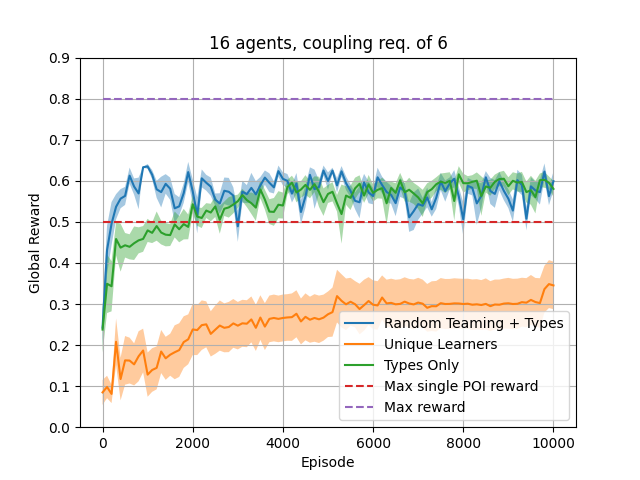 16 agents, coupling req. of 6
Global Reward
0.9
0.8
0.7
0.6
0.5
0.4
0.3
0.2
0.1
0.0
Random Teaming + Types
Unique Learners
Types Only
Max single POI reward
Max reward
0 2000 4000 6000 8000 10000
Episode